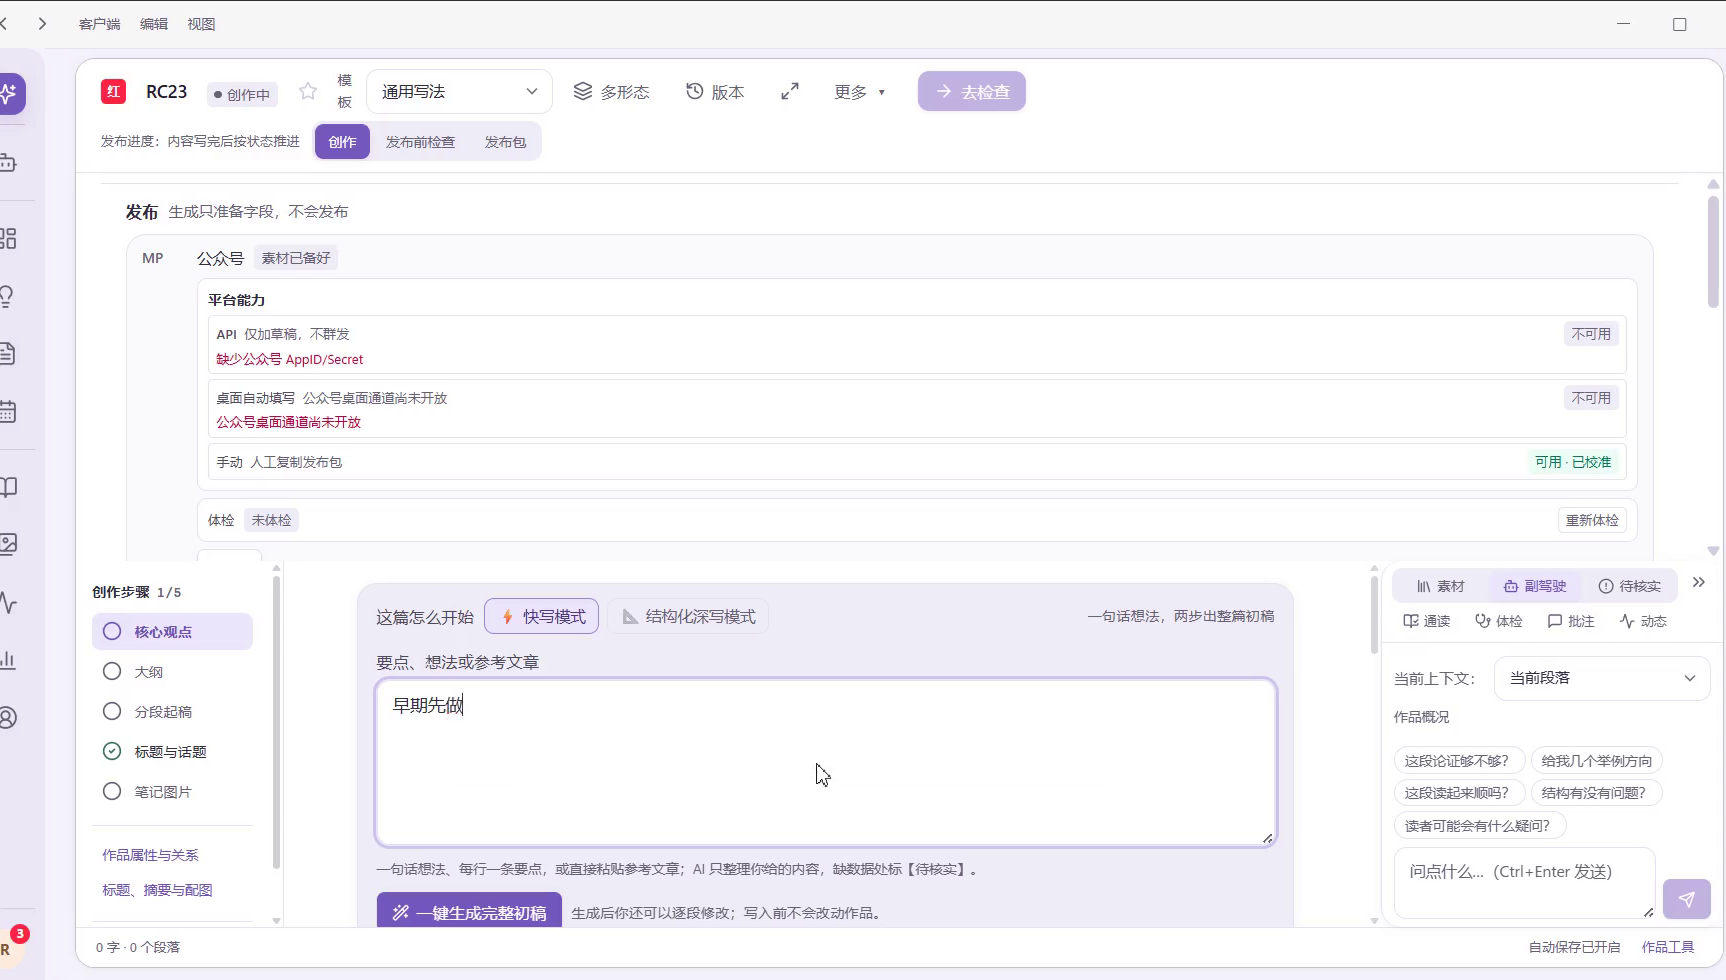 客户端 编辑 视图
红 RC23 创作中 模板 通用写法 多形态 版本 更多 去检查
发布进度：内容写完后按状态推进 创作 发布前检查 发布包
发布 生成只准备字段，不会发布
MP 公众号 素材已备好
平台能力
API 仅加草稿，不群发 不可用
缺少公众号 AppID/Secret
桌面自动填写 公众号桌面通道尚未开放 不可用
公众号桌面通道尚未开放
手动 人工复制发布包 可用 · 已校准
体检 未体检 重新体检
创作步骤 1/5
核心观点
大纲
分段起稿
标题与话题
笔记图片
作品属性与关系
标题、摘要与配图
这篇怎么开始 快写模式 结构化深写模式 一句话想法，两步出整篇初稿
要点、想法或参考文章
早期先做
一句话想法、每行一条要点，或直接粘贴参考文章；AI 只整理你给的内容，缺数据处标【待核实】。
一键生成完整初稿 生成后你还可以逐段修改；写入前不会改动作品。
素材 副驾驶 待核实
通读 体检 批注 动态
当前上下文： 当前段落
作品概况
这段论证够不够？ 给我几个举例方向
这段读起来顺吗？ 结构有没有问题？
读者可能会有什么疑问？
问点什么...（Ctrl+Enter 发送）
R 3
0 字 · 0 个段落 自动保存已开启 作品工具